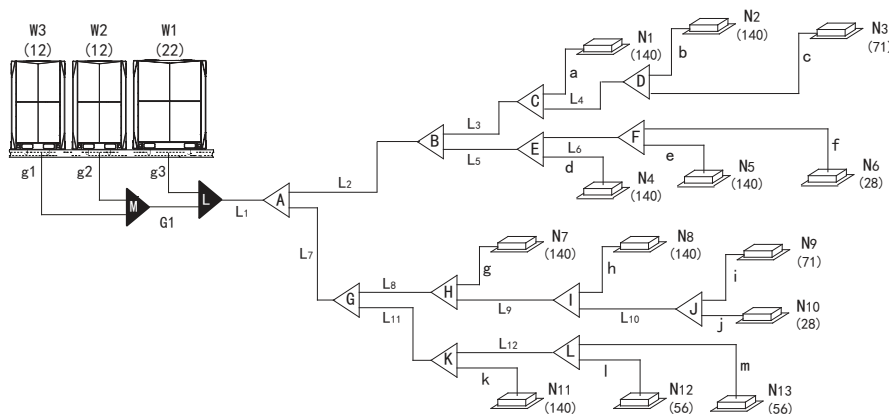 W3 W2 W1
(12) (12) (22)
g1 g2 g3
M
G1
L
L1
A
L2
B
L3
C
a
N1
(140)
L4
D
b
N2
(140)
c
N3
(71)
L5
E
L6
d
N4
(140)
F
e
N5
(140)
f
N6
(28)
L7
G
L8
H
g
N7
(140)
L9
I
h
N8
(140)
L10
J
i
N9
(71)
j
N10
(28)
L11
K
k
N11
(140)
L12
L
l
N12
(56)
m
N13
(56)